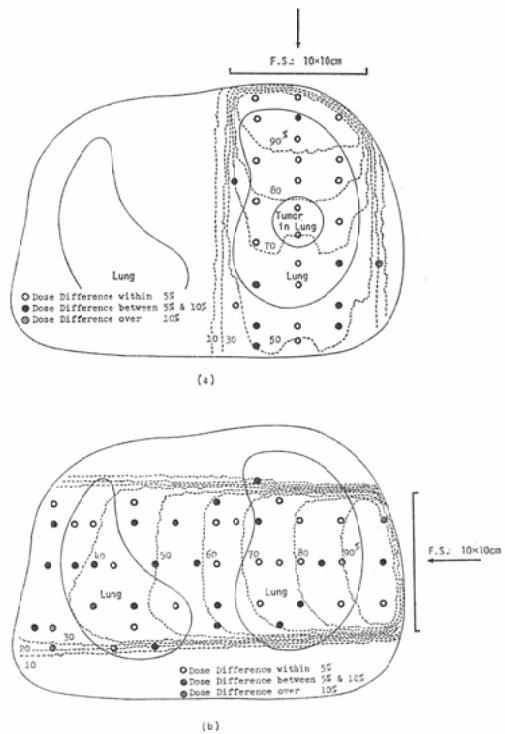 F.S.: 10×10cm
90%
80
Tumor
in Lung
70
Lung
Lung
○ Dose Difference within 5%
● Dose Difference between 5% & 10%
◍ Dose Difference over 10%
10 30 50
(a)
F.S.: 10×10cm
40 50 60 70 80 90%
Lung
Lung
30
20
10
○ Dose Difference within 5%
● Dose Difference between 5% & 10%
◍ Dose Difference over 10%
(b)